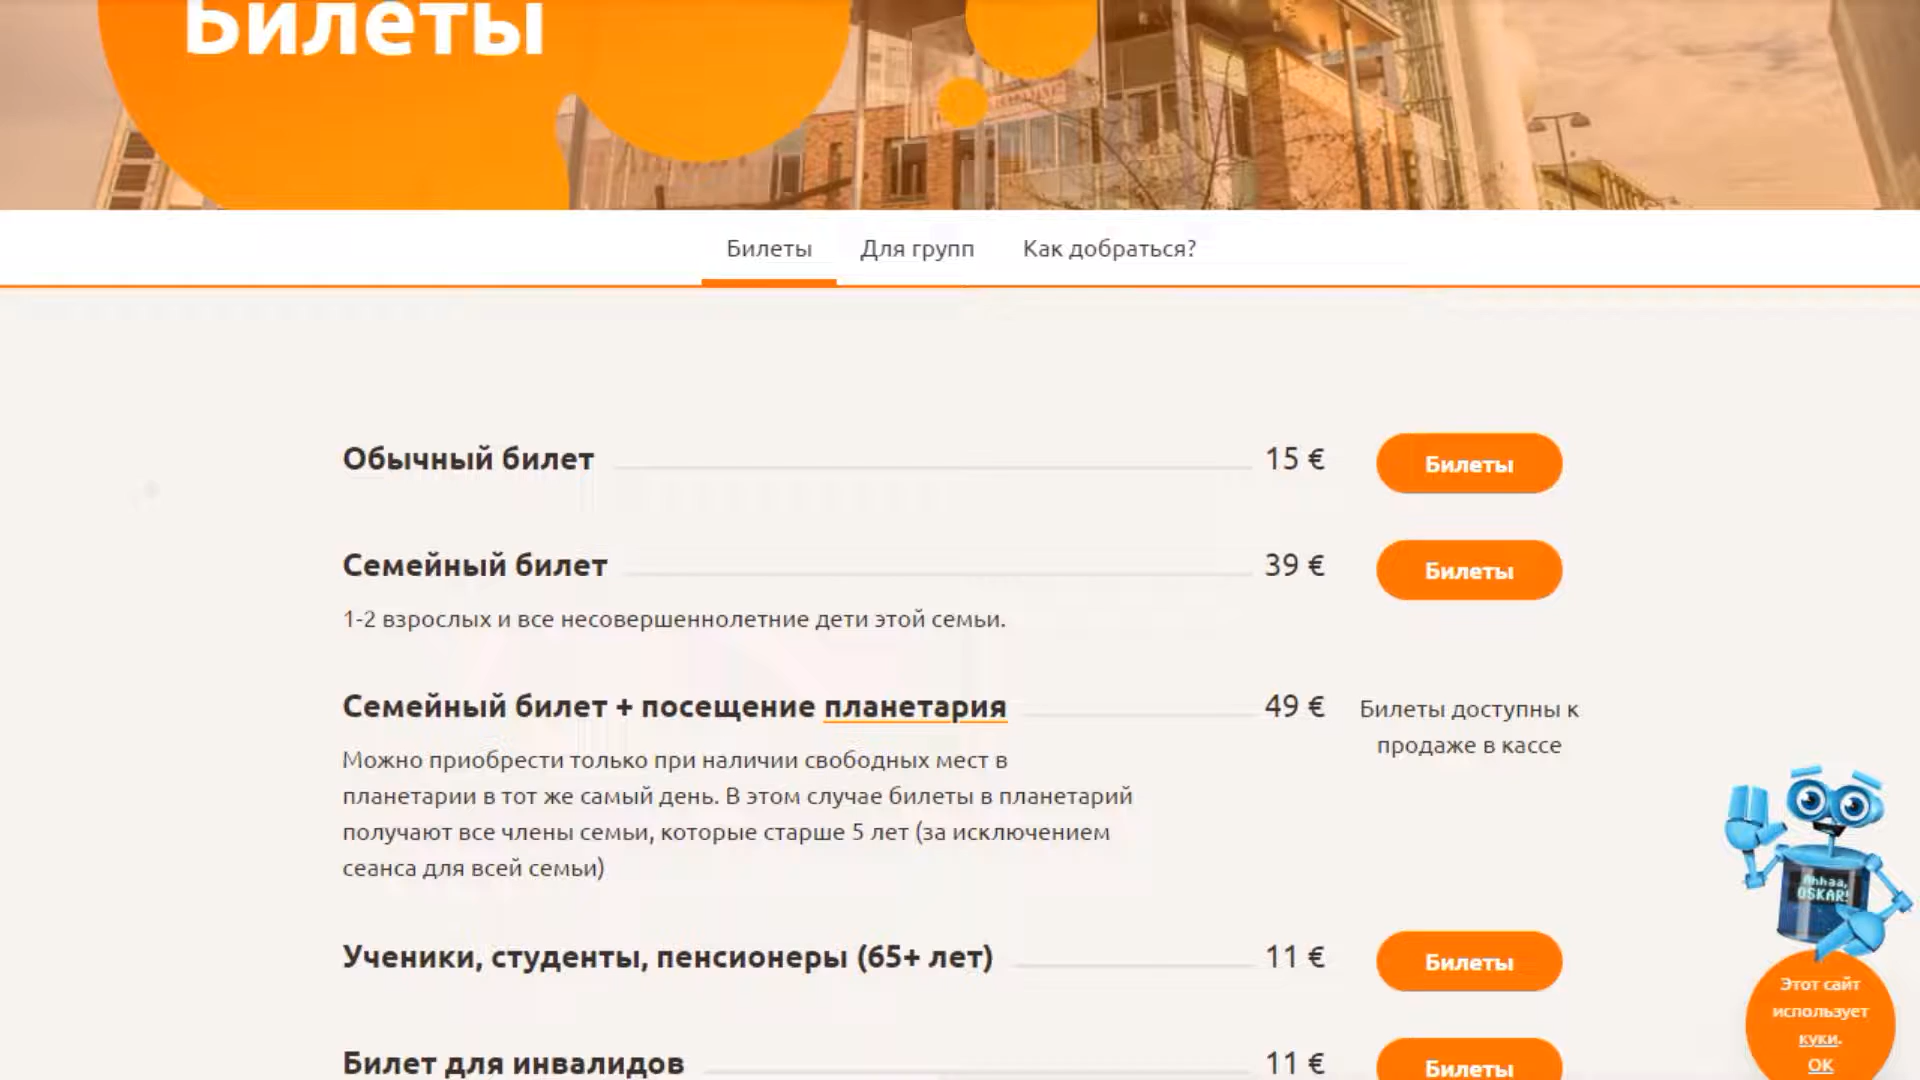 Билеты
Билеты Для групп Как добраться?
Обычный билет 15 € Билеты
Семейный билет 39 € Билеты
1-2 взрослых и все несовершеннолетние дети этой семьи.
Семейный билет + посещение планетария 49 € Билеты доступны к
продаже в кассе
Можно приобрести только при наличии свободных мест в
планетарии в тот же самый день. В этом случае билеты в планетарий
получают все члены семьи, которые старше 5 лет (за исключением
сеанса для всей семьи)
Ahhaa,
OSKAR!
Ученики, студенты, пенсионеры (65+ лет) 11 € Билеты
Этот сайт
использует
куки.
OK
Билет для инвалидов 11 € Билеты